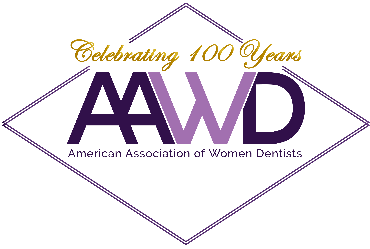 Celebrating 100 Years
AAWD
American Association of Women Dentists